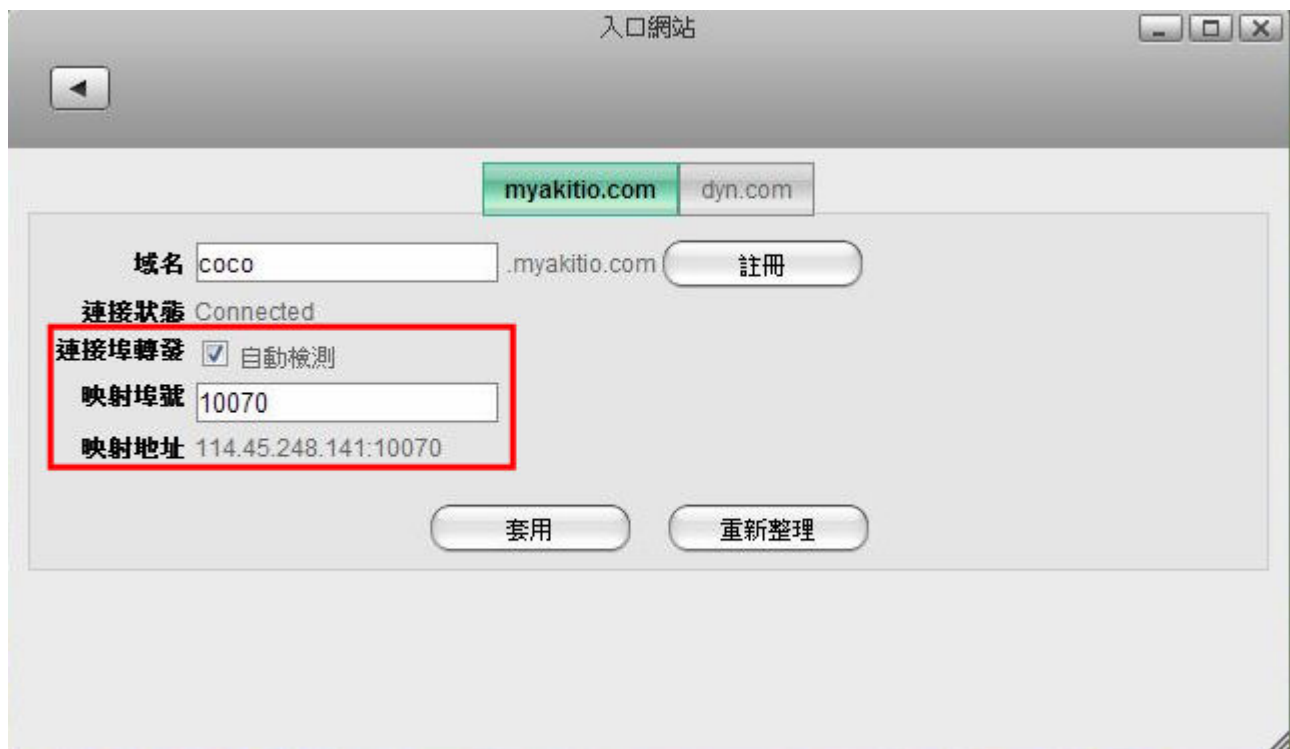 入口網站
myakitio.com dyn.com
域名 coco .myakitio.com 註冊
連接狀態 Connected
連接埠轉發 自動檢測
映射埠號 10070
映射地址 114.45.248.141:10070
套用 重新整理